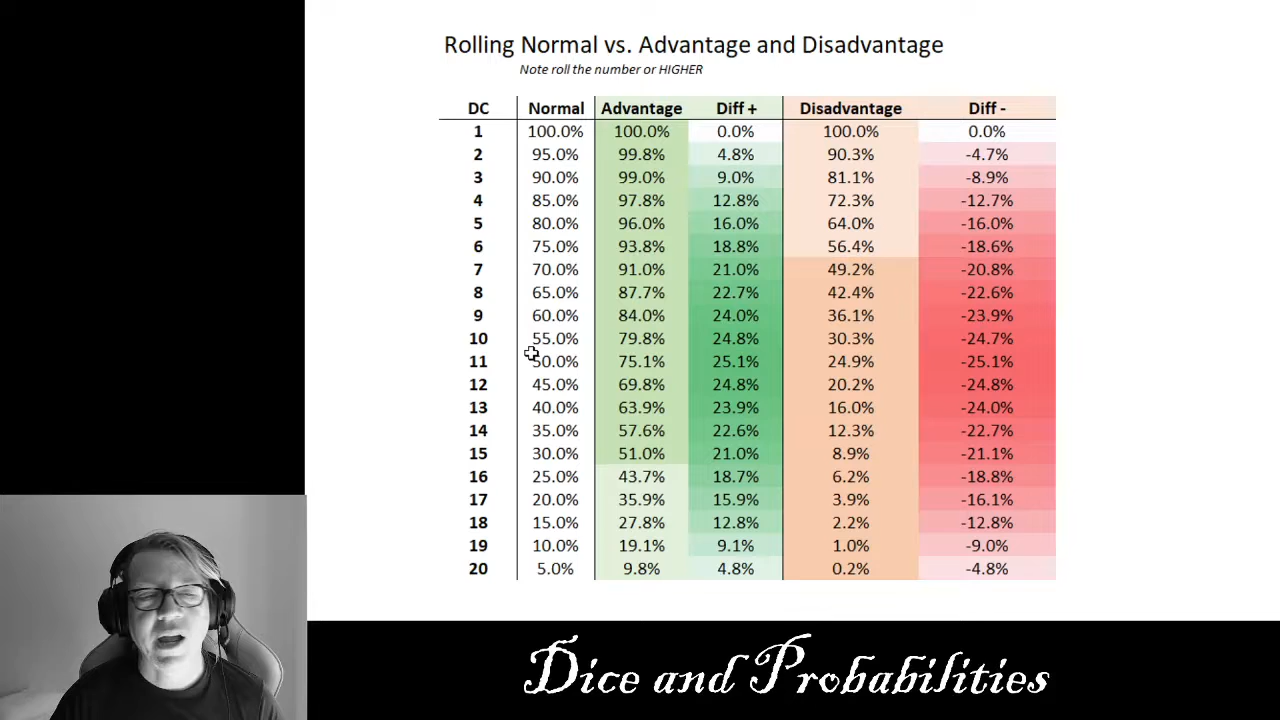 Rolling Normal vs. Advantage and Disadvantage
Note roll the number or HIGHER
DC Normal Advantage Diff + Disadvantage Diff -
1 100.0% 100.0% 0.0% 100.0% 0.0%
2 95.0% 99.8% 4.8% 90.3% -4.7%
3 90.0% 99.0% 9.0% 81.1% -8.9%
4 85.0% 97.8% 12.8% 72.3% -12.7%
5 80.0% 96.0% 16.0% 64.0% -16.0%
6 75.0% 93.8% 18.8% 56.4% -18.6%
7 70.0% 91.0% 21.0% 49.2% -20.8%
8 65.0% 87.7% 22.7% 42.4% -22.6%
9 60.0% 84.0% 24.0% 36.1% -23.9%
10 55.0% 79.8% 24.8% 30.3% -24.7%
11 50.0% 75.1% 25.1% 24.9% -25.1%
12 45.0% 69.8% 24.8% 20.2% -24.8%
13 40.0% 63.9% 23.9% 16.0% -24.0%
14 35.0% 57.6% 22.6% 12.3% -22.7%
15 30.0% 51.0% 21.0% 8.9% -21.1%
16 25.0% 43.7% 18.7% 6.2% -18.8%
17 20.0% 35.9% 15.9% 3.9% -16.1%
18 15.0% 27.8% 12.8% 2.2% -12.8%
19 10.0% 19.1% 9.1% 1.0% -9.0%
20 5.0% 9.8% 4.8% 0.2% -4.8%
Dice and Probabilities